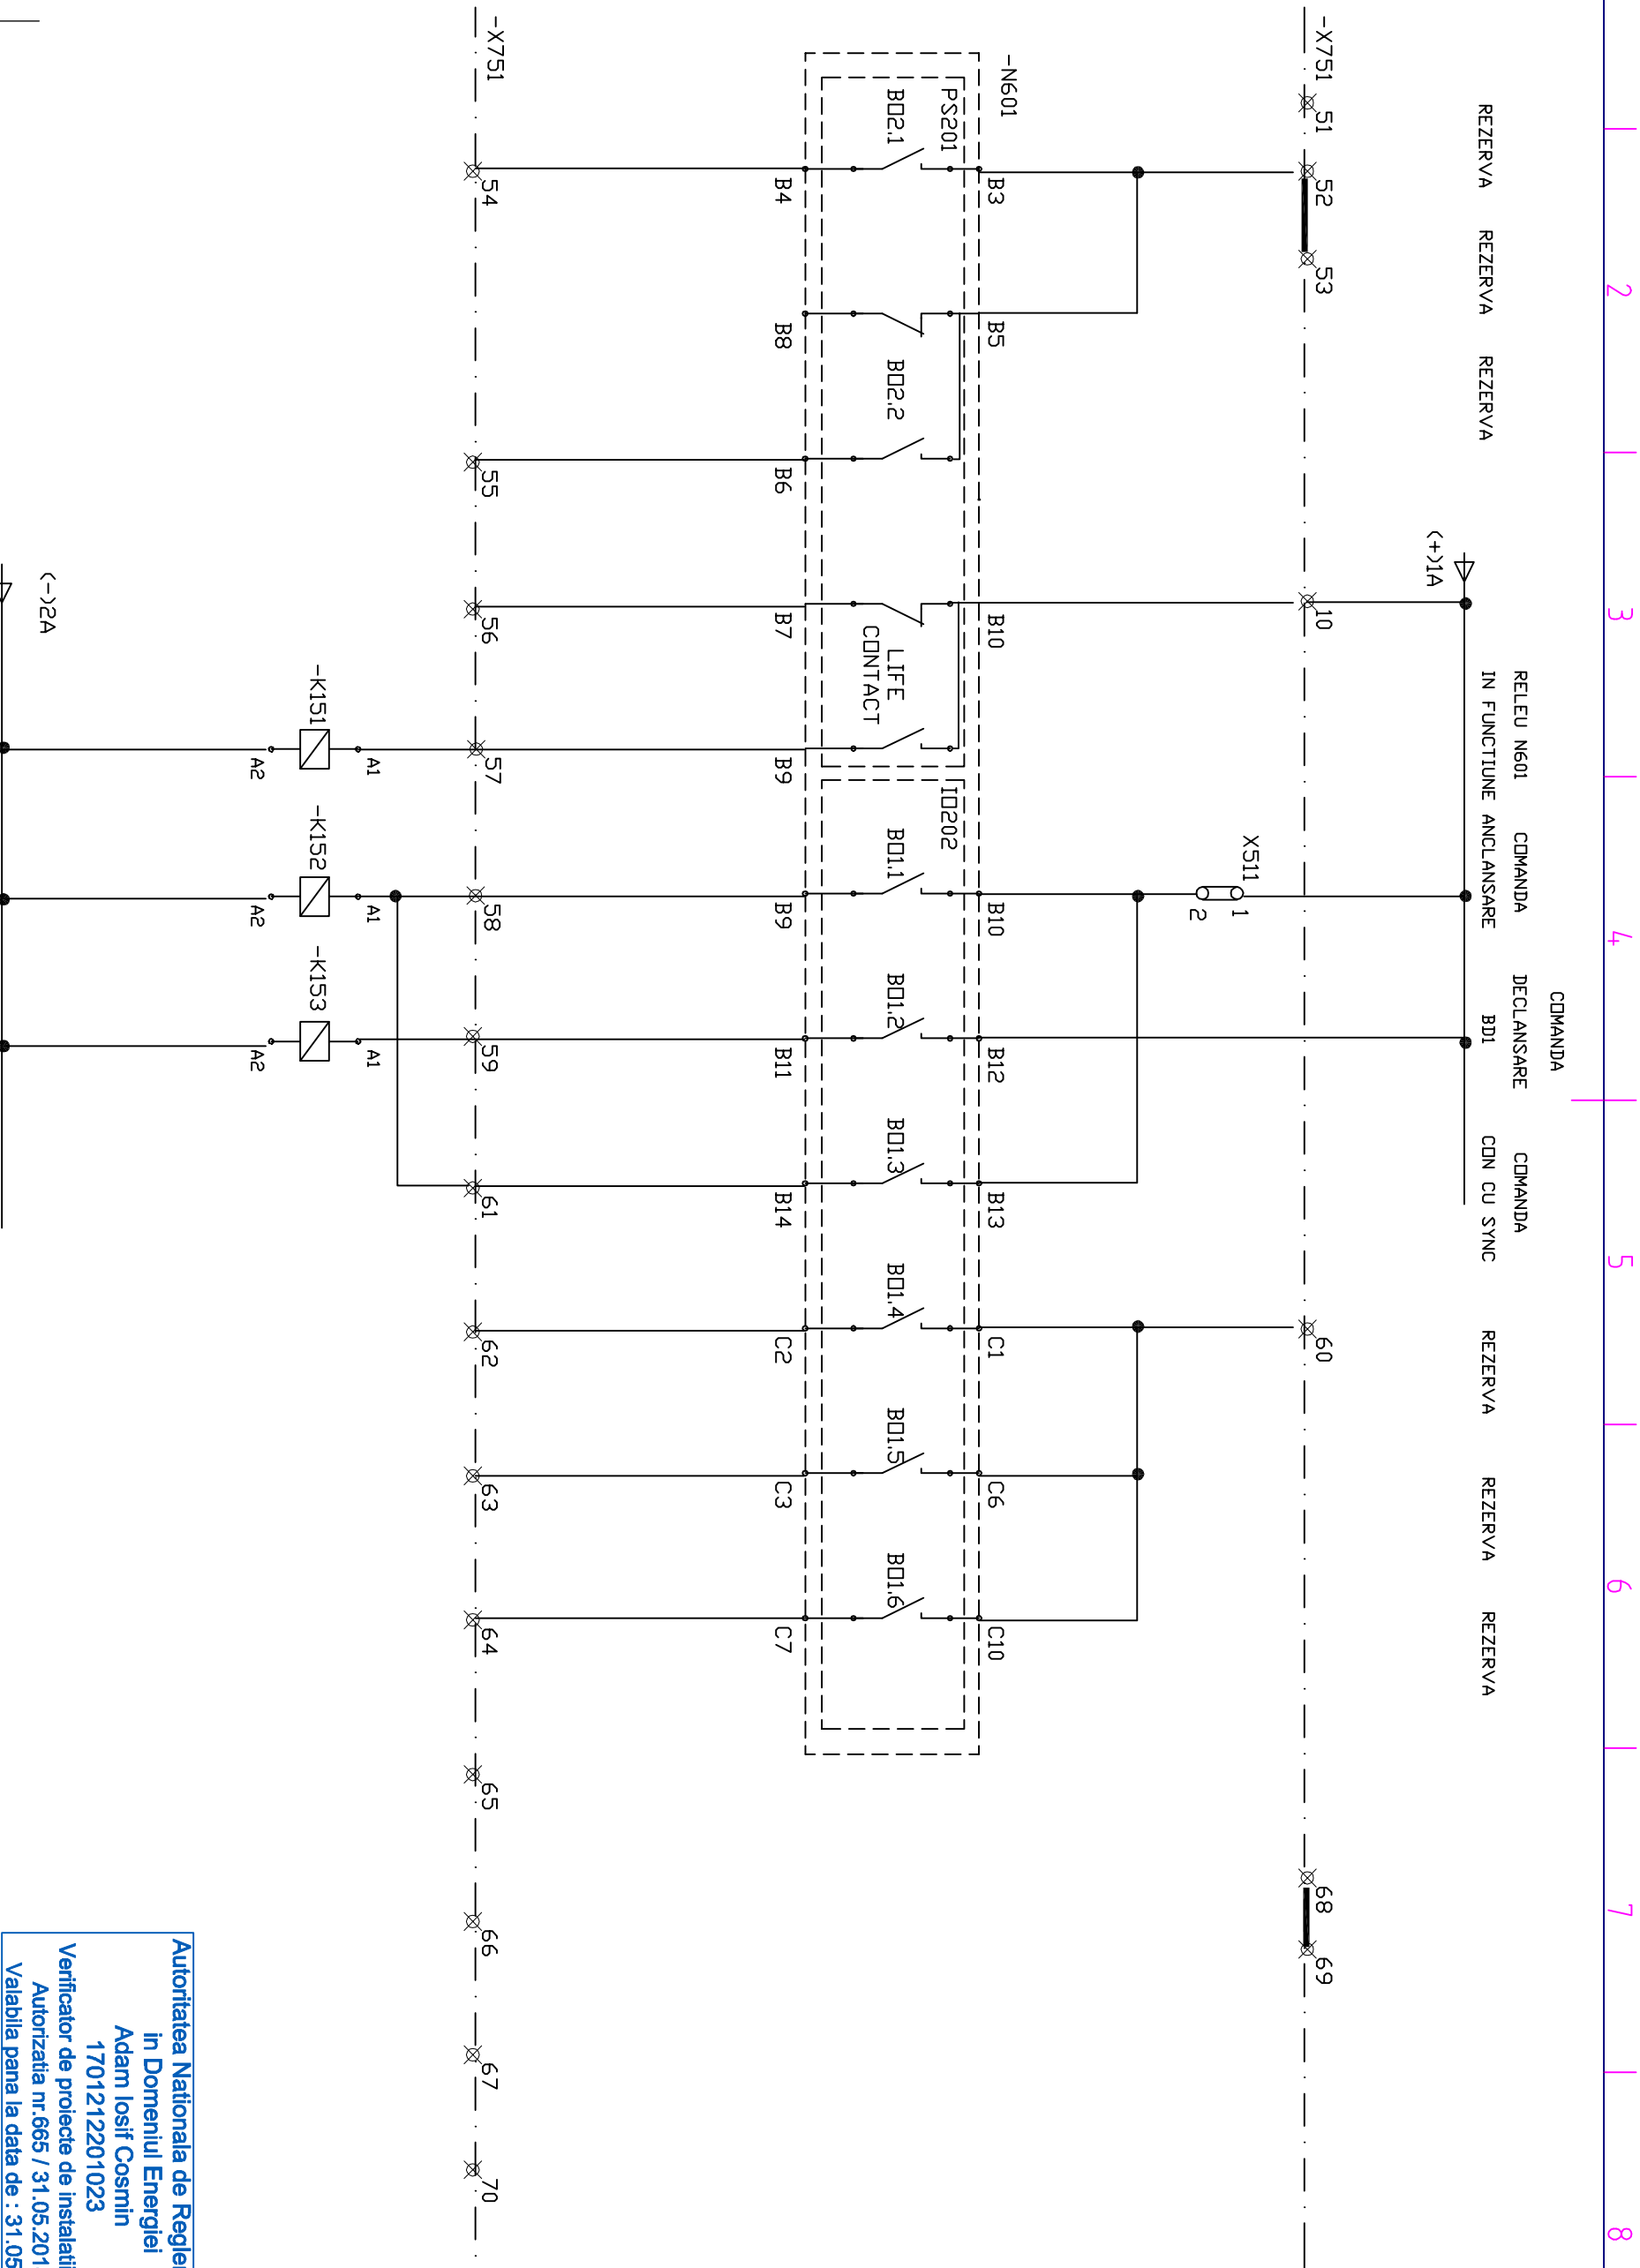 2 3 4 5 6 7 8
COMANDA
RELEU N601 COMANDA DECLANSARE COMANDA
REZERVA REZERVA REZERVA IN FUNCTIUNE ANCLANSARE BD1 CON CU SYNC REZERVA REZERVA REZERVA
(+)1A
-X751 51 52 53 10 60 68 69
X511 1
2
-N601 B3 B5 B10 B10 B12 B13 C1 C6 C10
PS201 IO202
BO2.1 BO2.2 LIFE BO1.1 BO1.2 BO1.3 BO1.4 BO1.5 BO1.6
CONTACT
B4 B8 B6 B7 B9 B9 B11 B14 C2 C3 C7
-X751 54 55 56 57 58 59 61 62 63 64 65 66 67 70
A1 A1 A1
-K151 -K152 -K153
A2 A2 A2
(-)2A
Autoritatea Nationala de Regler
in Domeniul Energiei
Adam Iosif Cosmin
1701212201023
Verificator de proiecte de instalatii
Autorizatia nr.665 / 31.05.201
Valabila pana la data de : 31.05